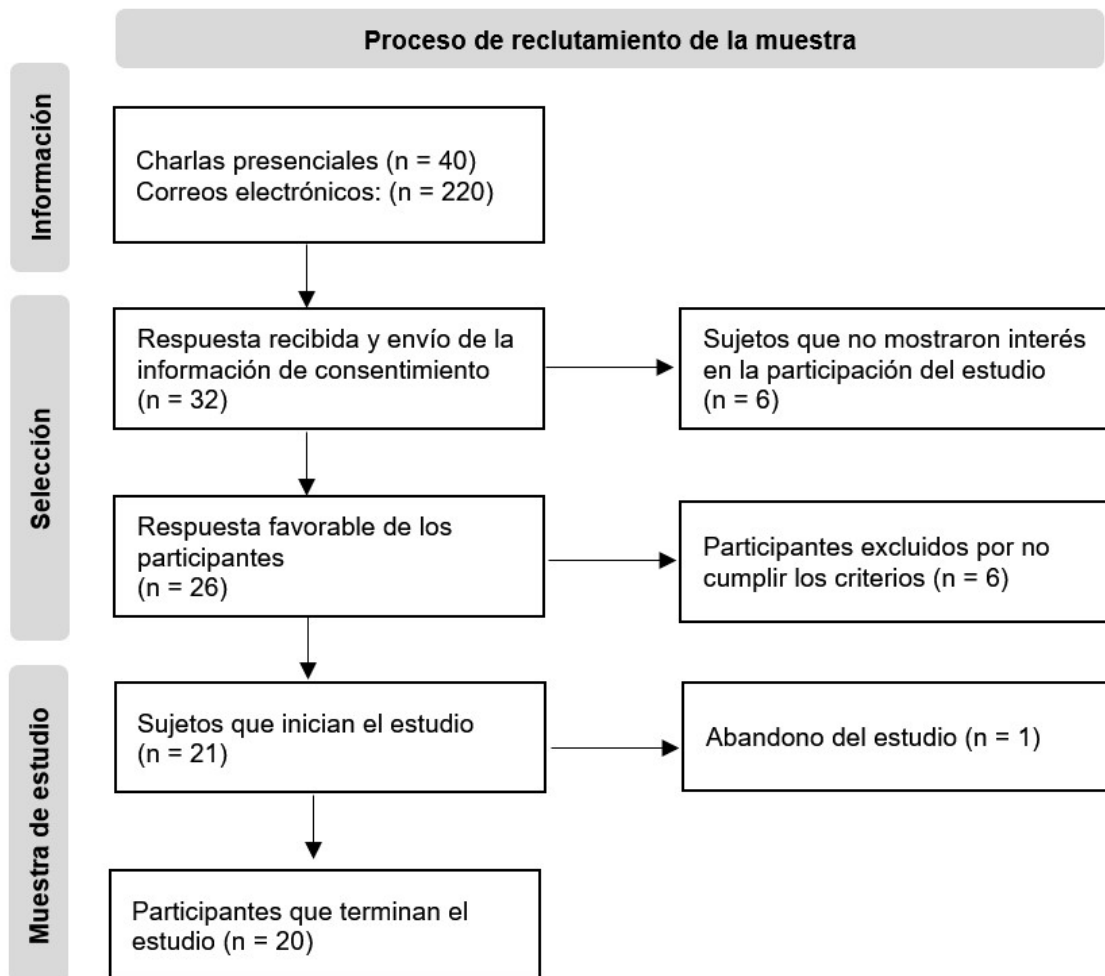 Proceso de reclutamiento de la muestra
Información
Charlas presenciales (n = 40)
Correos electrónicos: (n = 220)
Selección
Respuesta recibida y envío de la
información de consentimiento
(n = 32)
Sujetos que no mostraron interés
en la participación del estudio
(n = 6)
Respuesta favorable de los
participantes
(n = 26)
Participantes excluidos por no
cumplir los criterios (n = 6)
Muestra de estudio
Sujetos que inician el estudio
(n = 21)
Abandono del estudio (n = 1)
Participantes que terminan el
estudio (n = 20)